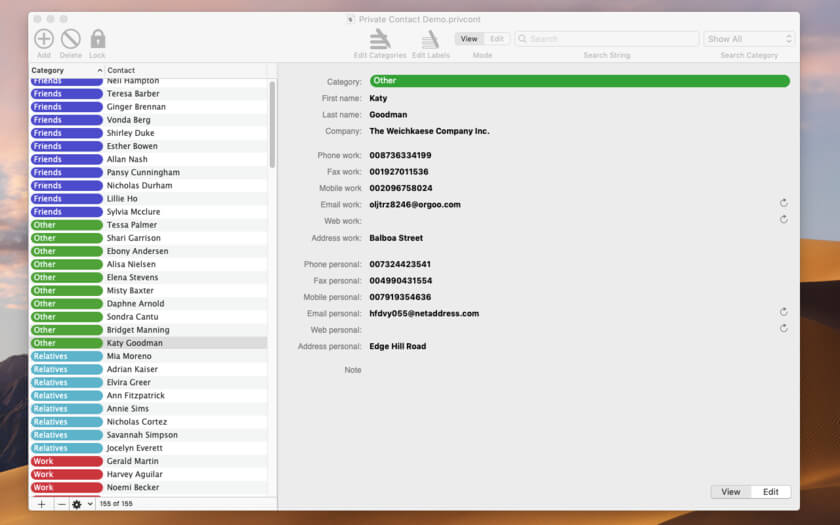 Private Contact Demo.privcont
Add Delete Lock Edit Categories Edit Labels View Edit Mode Search Search String Show All Search Category
Category Contact
Friends Neil Hampton
Friends Teresa Barber
Friends Ginger Brennan
Friends Vonda Berg
Friends Shirley Duke
Friends Esther Bowen
Friends Allan Nash
Friends Pansy Cunningham
Friends Nicholas Durham
Friends Lillie Ho
Friends Sylvia Mcclure
Other Tessa Palmer
Other Shari Garrison
Other Ebony Andersen
Other Alisa Nielsen
Other Elena Stevens
Other Misty Baxter
Other Daphne Arnold
Other Sondra Cantu
Other Bridget Manning
Other Katy Goodman
Relatives Mia Moreno
Relatives Adrian Kaiser
Relatives Elvira Greer
Relatives Ann Fitzpatrick
Relatives Annie Sims
Relatives Nicholas Cortez
Relatives Savannah Simpson
Relatives Jocelyn Everett
Work Gerald Martin
Work Harvey Aguilar
Work Noemi Becker
155 of 155
Category: Other
First name: Katy
Last name: Goodman
Company: The Weichkaese Company Inc.
Phone work: 008736334199
Fax work: 001927011536
Mobile work 002096758024
Email work: oljtrz8246@orgoo.com
Web work:
Address work: Balboa Street
Phone personal: 007324423541
Fax personal: 004990431554
Mobile personal: 007919354636
Email personal: hfdvy055@netaddress.com
Web personal:
Address personal: Edge Hill Road
Note
View Edit